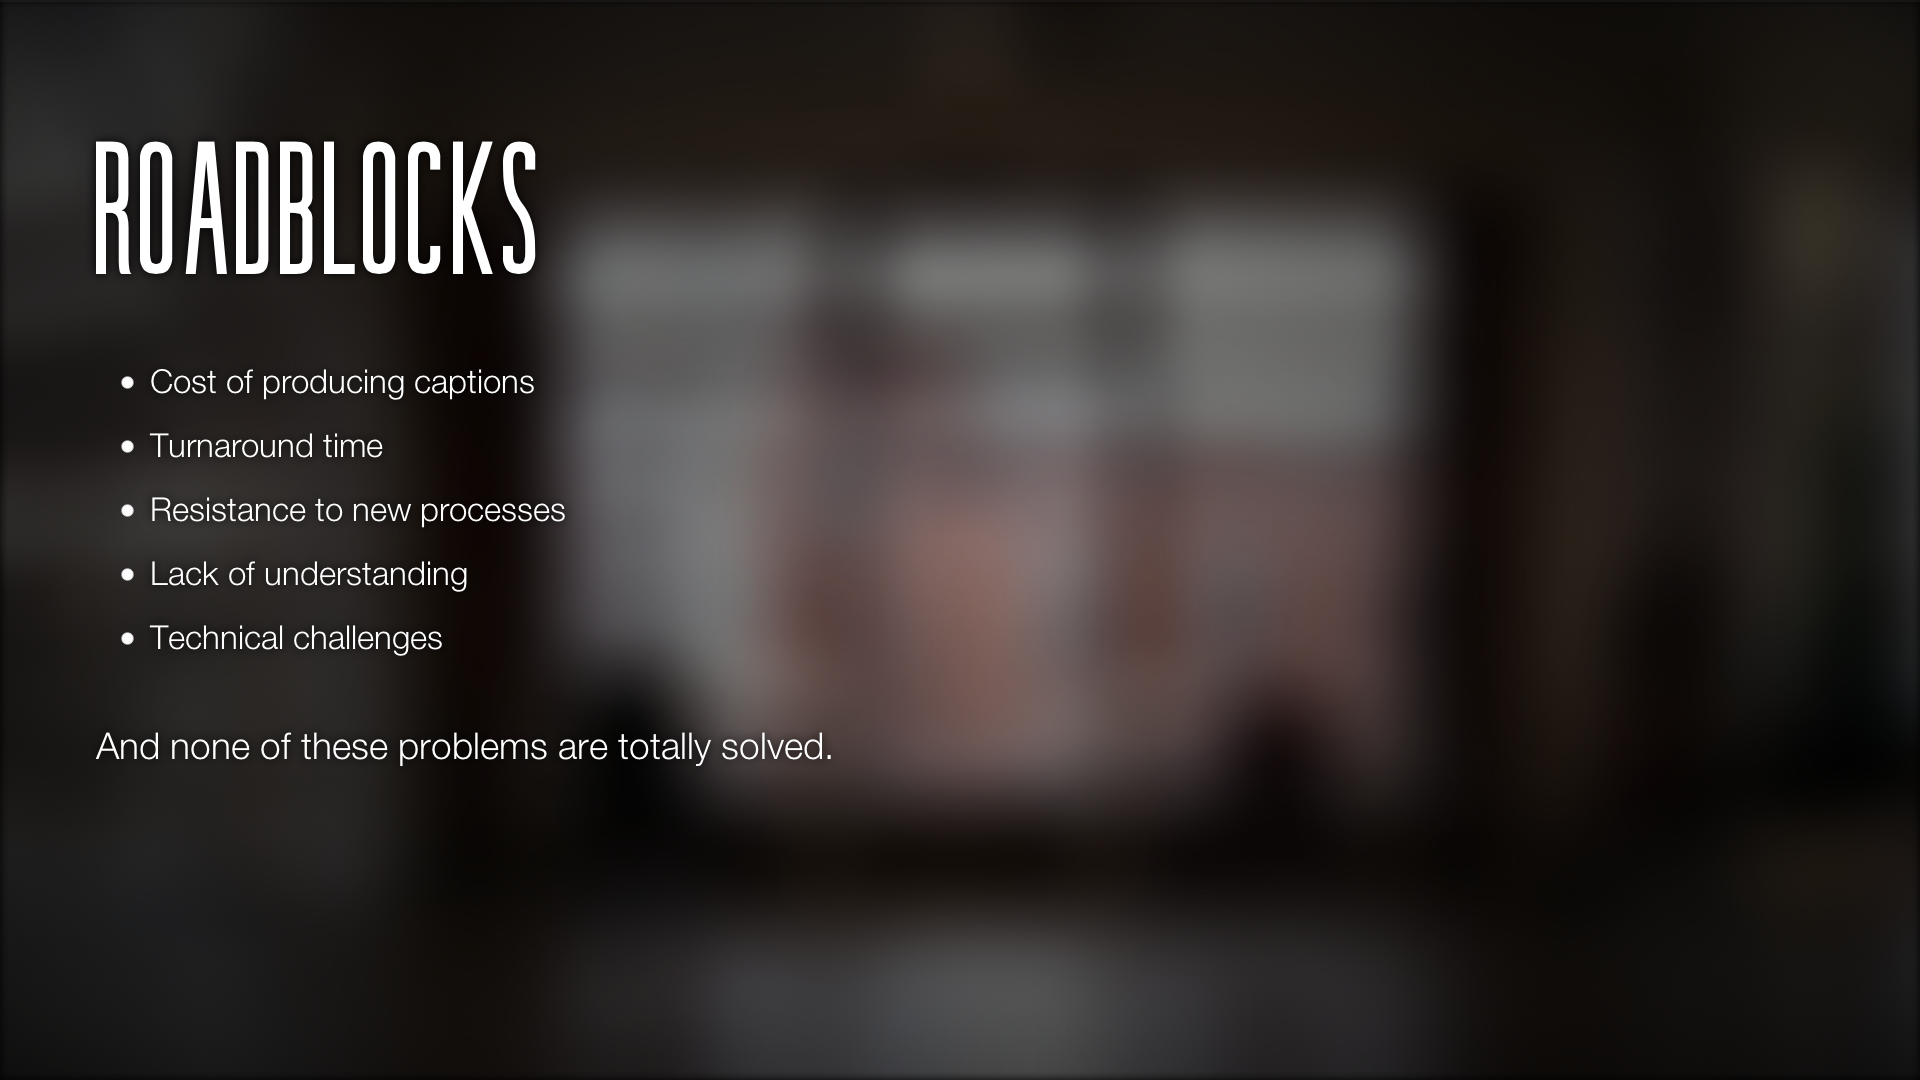 ROADBLOCKS
• Cost of producing captions
• Turnaround time
• Resistance to new processes
• Lack of understanding
• Technical challenges
And none of these problems are totally solved.